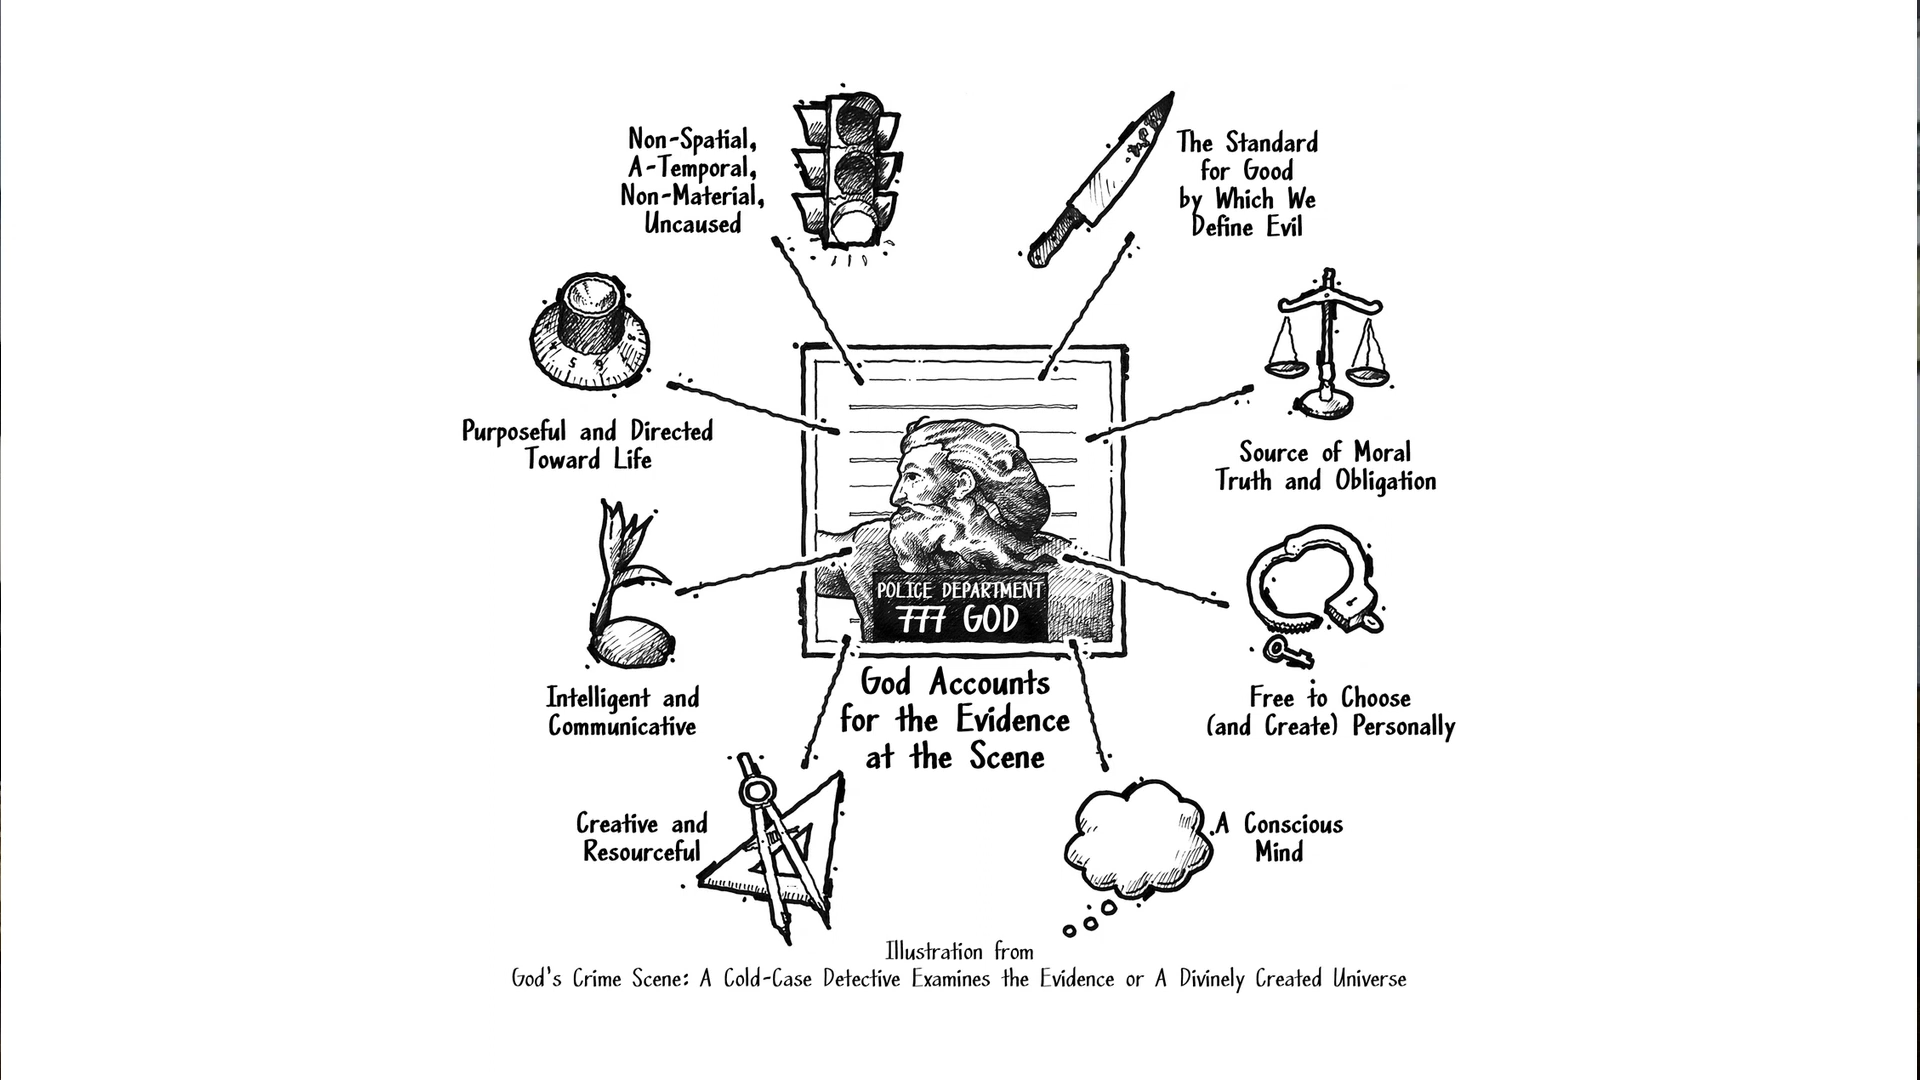 Non-Spatial,
A-Temporal,
Non-Material,
Uncaused
The Standard
for Good
by Which We
Define Evil
Purposeful and Directed
Toward Life
Source of Moral
Truth and Obligation
POLICE DEPARTMENT
777 GOD
Intelligent and
Communicative
God Accounts
for the Evidence
at the Scene
Free to Choose
(and Create) Personally
Creative and
Resourceful
A Conscious
Mind
Illustration from
God's Crime Scene: A Cold-Case Detective Examines the Evidence or A Divinely Created Universe